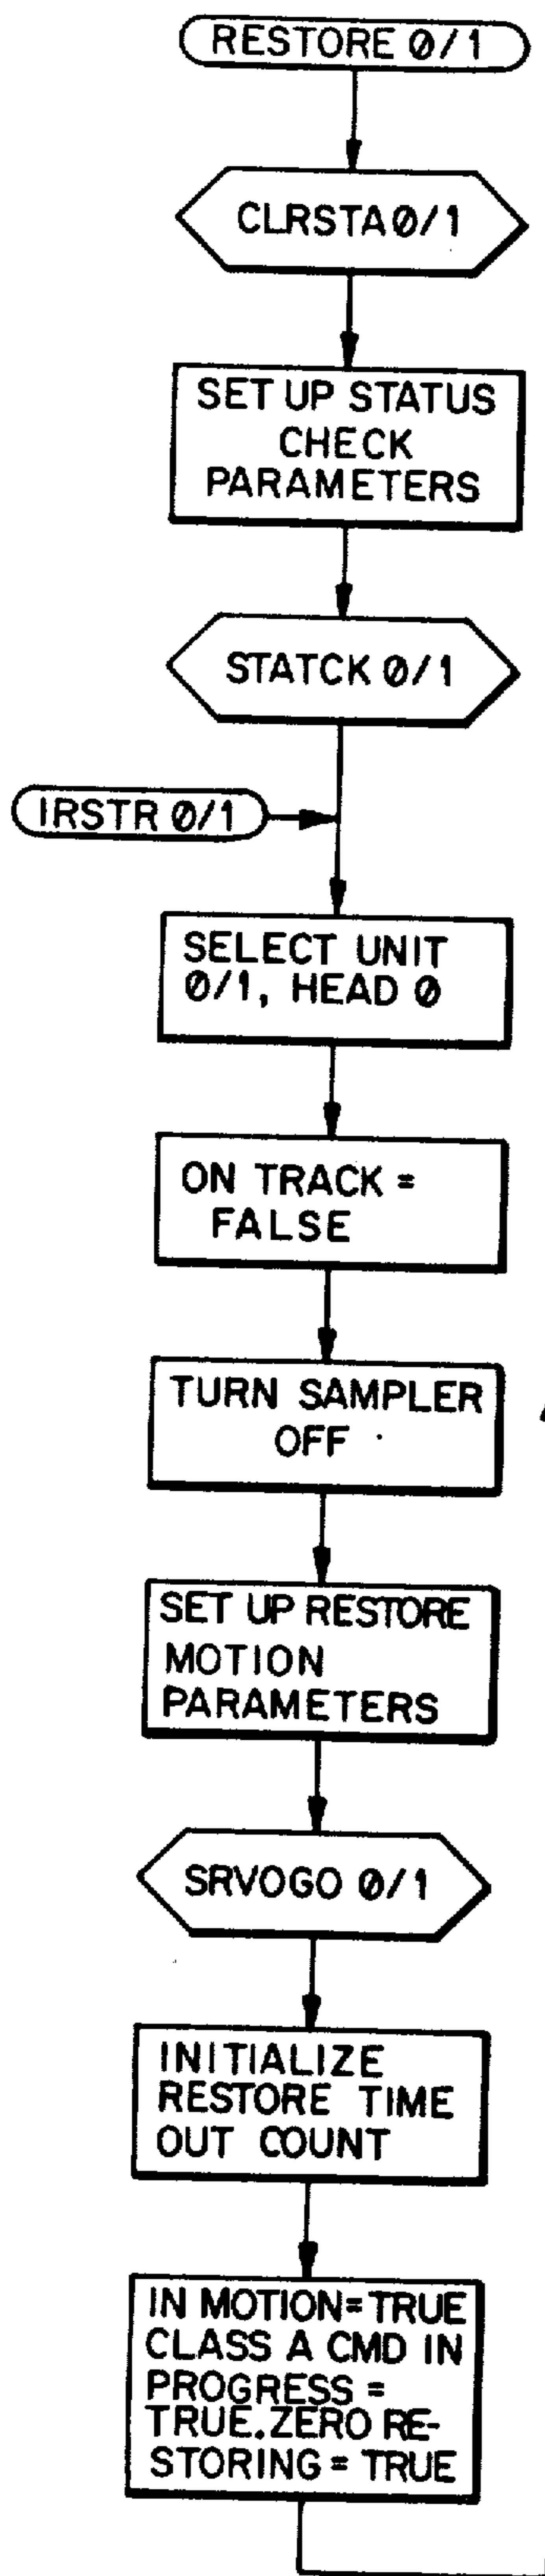 RESTORE 0/1
CLRSTA 0/1
SET UP STATUS
CHECK
PARAMETERS
STATCK 0/1
IRSTR 0/1
SELECT UNIT
0/1, HEAD 0
ON TRACK =
FALSE
TURN SAMPLER
OFF
SET UP RESTORE
MOTION
PARAMETERS
SRVOGO 0/1
INITIALIZE
RESTORE TIME
OUT COUNT
IN MOTION = TRUE
CLASS A CMD IN
PROGRESS =
TRUE. ZERO RE-
STORING = TRUE